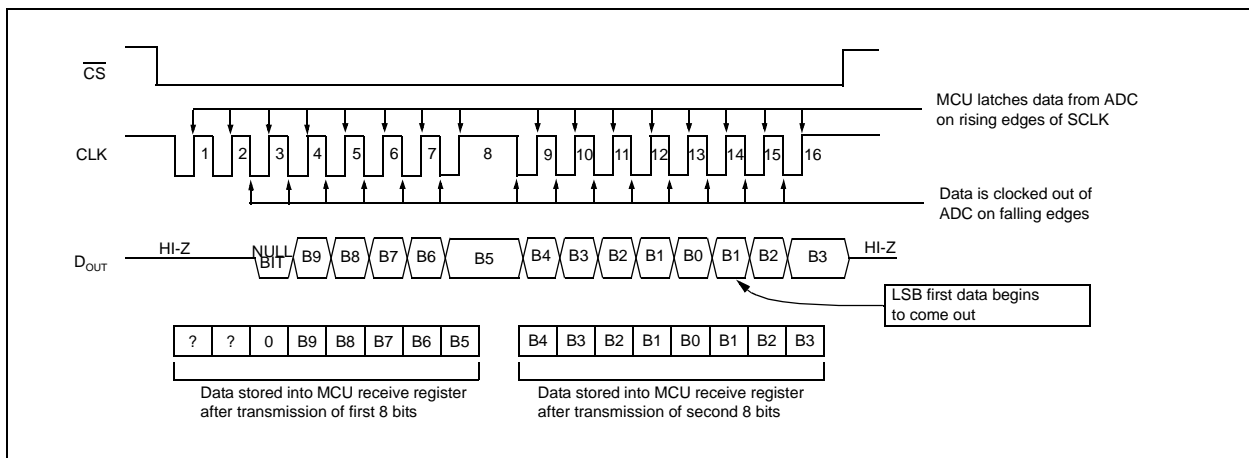 CS
MCU latches data from ADC
on rising edges of SCLK
CLK
1 2 3 4 5 6 7 8 9 10 11 12 13 14 15 16
Data is clocked out of
ADC on falling edges
DOUT
HI-Z
NULL
BIT
B9 B8 B7 B6 B5 B4 B3 B2 B1 B0 B1 B2 B3
HI-Z
LSB first data begins
to come out
? ? 0 B9 B8 B7 B6 B5
B4 B3 B2 B1 B0 B1 B2 B3
Data stored into MCU receive register
after transmission of first 8 bits
Data stored into MCU receive register
after transmission of second 8 bits